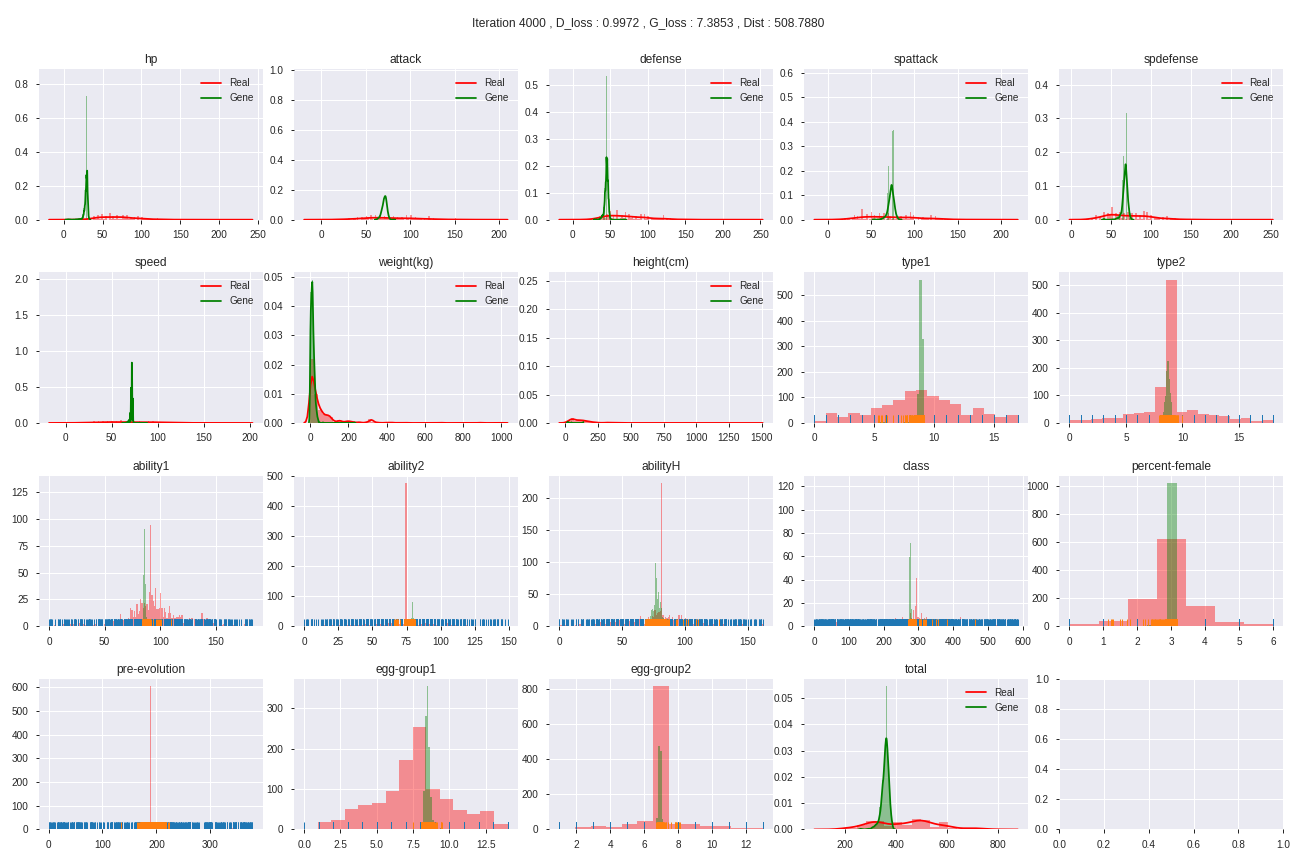 Iteration 4000 , D_loss : 0.9972 , G_loss : 7.3853 , Dist : 508.7880
hp attack defense spattack spdefense
0.8 0.6 0.4 0.2 0.0 Real Gene 0 50 100 150 200 250
1.0 0.8 0.6 0.4 0.2 0.0 Real Gene 0 50 100 150 200
0.5 0.4 0.3 0.2 0.1 0.0 Real Gene 0 50 100 150 200 250
0.6 0.5 0.4 0.3 0.2 0.1 0.0 Real Gene 0 50 100 150 200
0.4 0.3 0.2 0.1 0.0 Real Gene 0 50 100 150 200 250
speed weight(kg) height(cm) type1 type2
2.0 1.5 1.0 0.5 0.0 Real Gene 0 50 100 150 200
0.05 0.04 0.03 0.02 0.01 0.00 Real Gene 0 200 400 600 800 1000
0.25 0.20 0.15 0.10 0.05 0.00 Real Gene 0 250 500 750 1000 1250 1500
500 400 300 200 100 0 0 5 10 15
500 400 300 200 100 0 0 5 10 15
ability1 ability2 abilityH class percent-female
125 100 75 50 25 0 0 50 100 150
500 400 300 200 100 0 0 25 50 75 100 125 150
200 150 100 50 0 0 50 100 150
120 100 80 60 40 20 0 0 100 200 300 400 500 600
1000 800 600 400 200 0 0 1 2 3 4 5 6
pre-evolution egg-group1 egg-group2 total
600 500 400 300 200 100 0 0 100 200 300
300 200 100 0 0.0 2.5 5.0 7.5 10.0 12.5
800 600 400 200 0 2 4 6 8 10 12
0.05 0.04 0.03 0.02 0.01 0.00 Real Gene 200 400 600 800
1.0 0.8 0.6 0.4 0.2 0.0 0.0 0.2 0.4 0.6 0.8 1.0